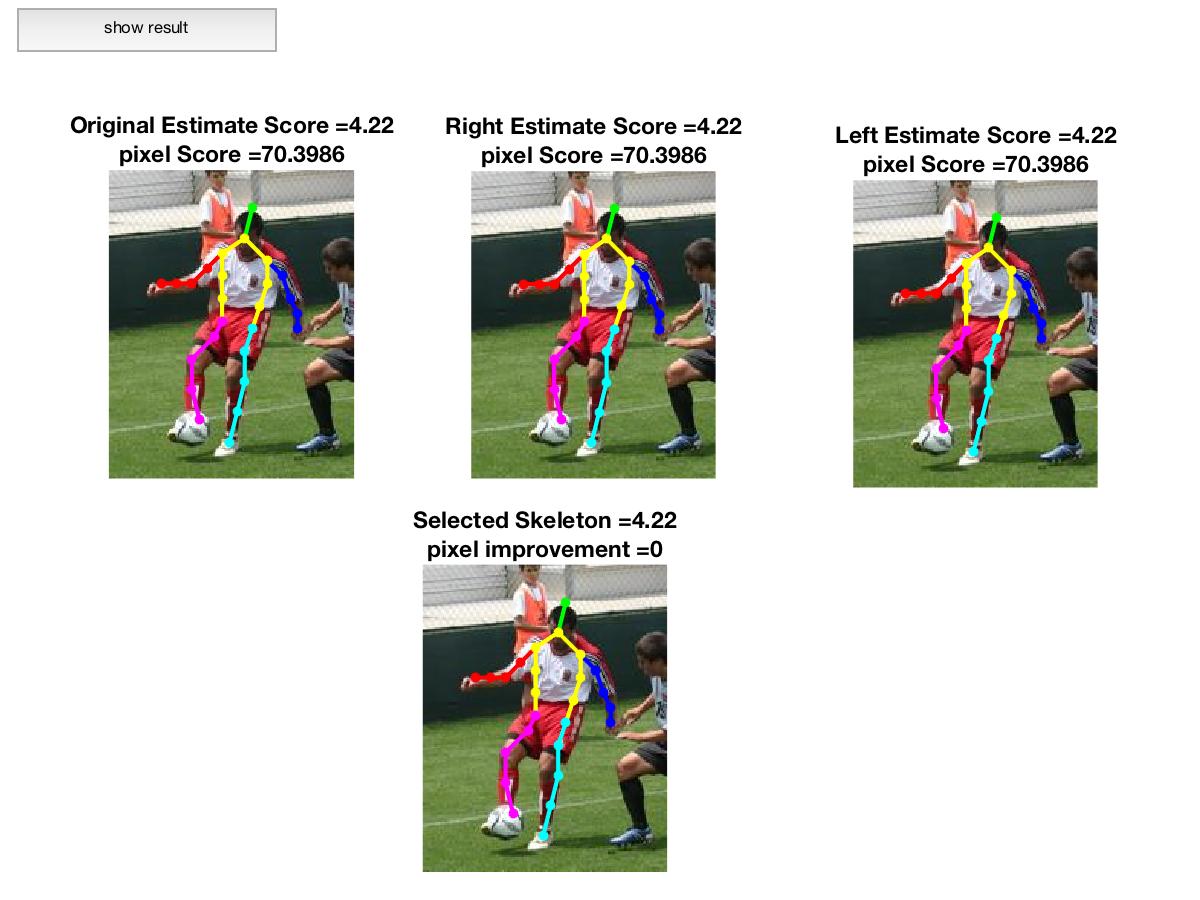 show result
Original Estimate Score =4.22
pixel Score =70.3986
Right Estimate Score =4.22
pixel Score =70.3986
Left Estimate Score =4.22
pixel Score =70.3986
Selected Skeleton =4.22
pixel improvement =0